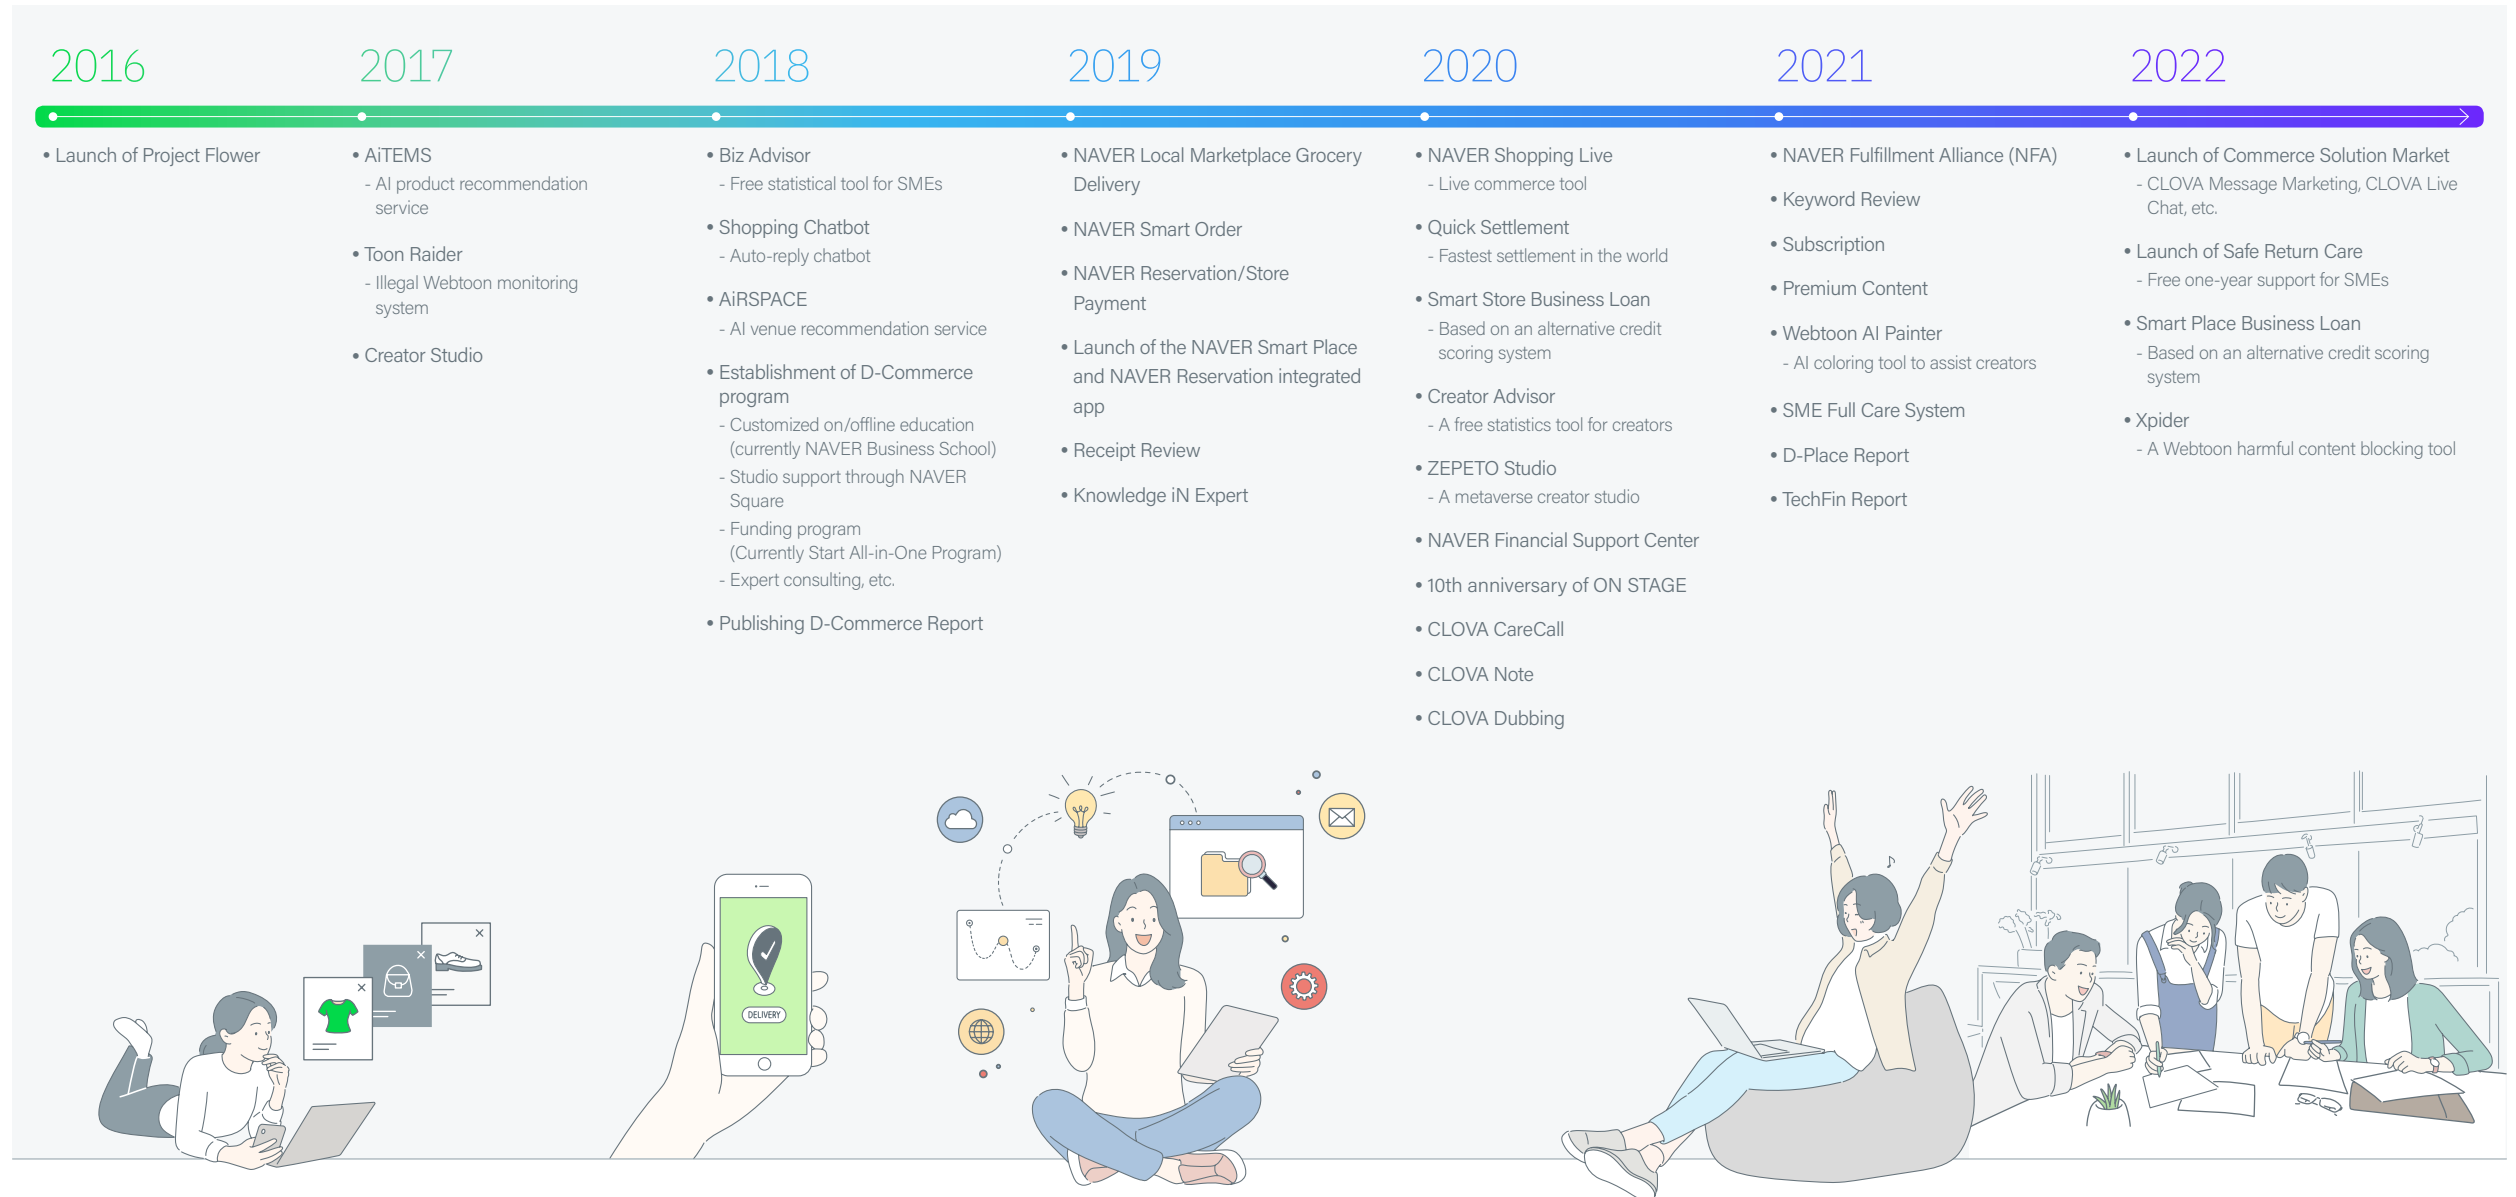 2016
• Launch of Project Flower
2017
• AiTEMS
- AI product recommendation
service
• Toon Raider
- Illegal Webtoon monitoring
system
• Creator Studio
2018
• Biz Advisor
- Free statistical tool for SMEs
• Shopping Chatbot
- Auto-reply chatbot
• AiRSPACE
- AI venue recommendation service
• Establishment of D-Commerce
program
- Customized on/offline education
(currently NAVER Business School)
- Studio support through NAVER
Square
- Funding program
(Currently Start All-in-One Program)
- Expert consulting, etc.
• Publishing D-Commerce Report
2019
• NAVER Local Marketplace Grocery
Delivery
• NAVER Smart Order
• NAVER Reservation/Store
Payment
• Launch of the NAVER Smart Place
and NAVER Reservation integrated
app
• Receipt Review
• Knowledge iN Expert
2020
• NAVER Shopping Live
- Live commerce tool
• Quick Settlement
- Fastest settlement in the world
• Smart Store Business Loan
- Based on an alternative credit
scoring system
• Creator Advisor
- A free statistics tool for creators
• ZEPETO Studio
- A metaverse creator studio
• NAVER Financial Support Center
• 10th anniversary of ON STAGE
• CLOVA CareCall
• CLOVA Note
• CLOVA Dubbing
2021
• NAVER Fulfillment Alliance (NFA)
• Keyword Review
• Subscription
• Premium Content
• Webtoon AI Painter
- AI coloring tool to assist creators
• SME Full Care System
• D-Place Report
• TechFin Report
2022
• Launch of Commerce Solution Market
- CLOVA Message Marketing, CLOVA Live
Chat, etc.
• Launch of Safe Return Care
- Free one-year support for SMEs
• Smart Place Business Loan
- Based on an alternative credit scoring
system
• Xpider
- A Webtoon harmful content blocking tool
DELIVERY